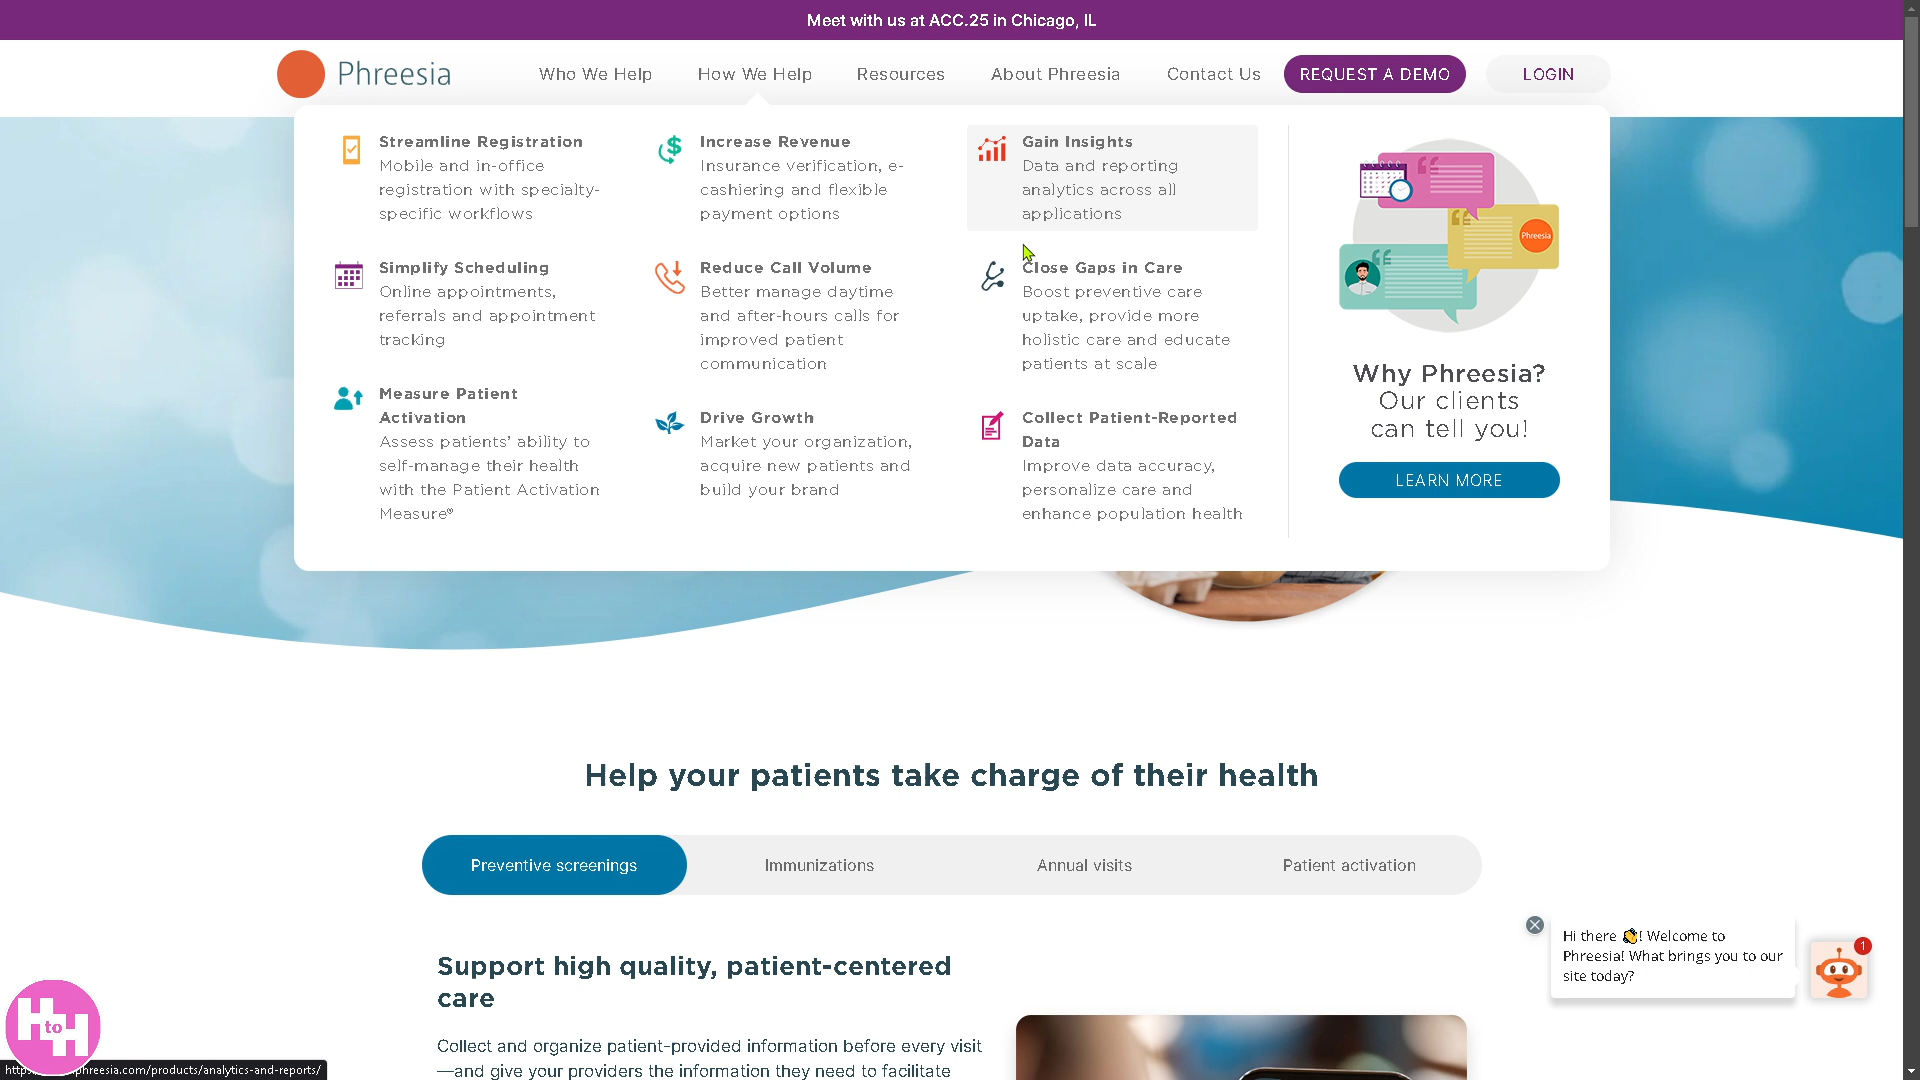 Meet with us at ACC.25 in Chicago, IL
Phreesia
Who We Help
How We Help
Resources
About Phreesia
Contact Us
REQUEST A DEMO
LOGIN
Streamline Registration
Mobile and in-office
registration with specialty-
specific workflows
Simplify Scheduling
Online appointments,
referrals and appointment
tracking
Measure Patient
Activation
Assess patients’ ability to
self-manage their health
with the Patient Activation
Measure®
Increase Revenue
Insurance verification, e-
cashiering and flexible
payment options
Reduce Call Volume
Better manage daytime
and after-hours calls for
improved patient
communication
Drive Growth
Market your organization,
acquire new patients and
build your brand
Gain Insights
Data and reporting
analytics across all
applications
Close Gaps in Care
Boost preventive care
uptake, provide more
holistic care and educate
patients at scale
Collect Patient-Reported
Data
Improve data accuracy,
personalize care and
enhance population health
Phreesia
Why Phreesia?
Our clients
can tell you!
LEARN MORE
Help your patients take charge of their health
Preventive screenings
Immunizations
Annual visits
Patient activation
Support high quality, patient-centered
care
Collect and organize patient-provided information before every visit
—and give your providers the information they need to facilitate
Hi there 👋! Welcome to
Phreesia! What brings you to our
site today?
1
H to H
phreesia.com/products/analytics-and-reports/